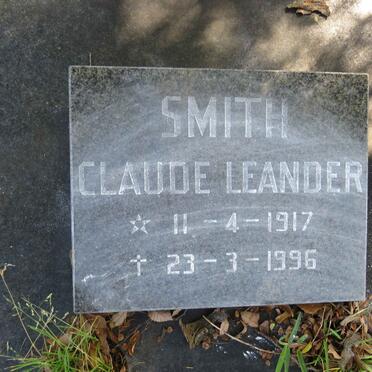 SMITH
CLAUDE LEANDER
☆ 11 - 4 - 1917
✝ 23 - 3 - 1996